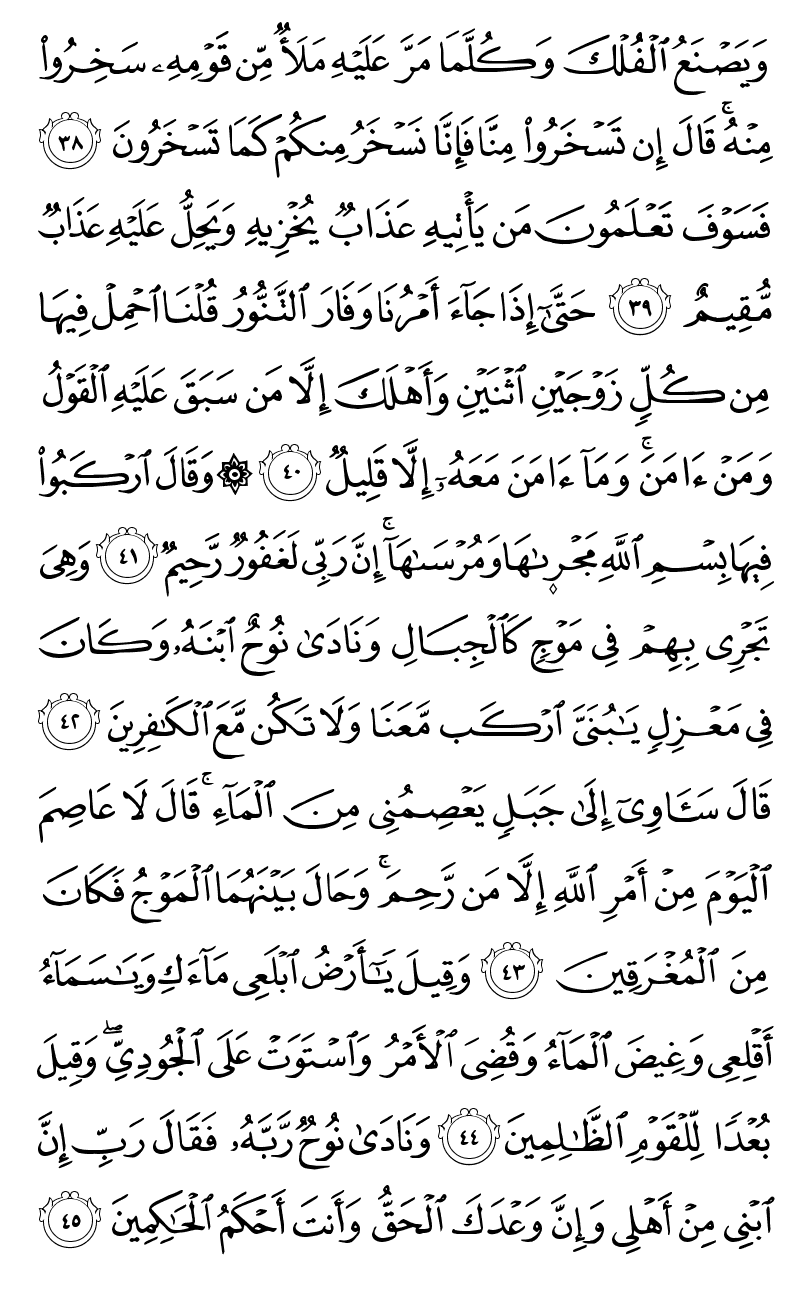 وَيَصْنَعُ ٱلْفُلْكَ وَكُلَّمَا مَرَّ عَلَيْهِ مَلَأٌ مِّن قَوْمِهِۦ سَخِرُوا۟
مِنْهُ ۚ قَالَ إِن تَسْخَرُوا۟ مِنَّا فَإِنَّا نَسْخَرُ مِنكُمْ كَمَا تَسْخَرُونَ ٣٨
فَسَوْفَ تَعْلَمُونَ مَن يَأْتِيهِ عَذَابٌ يُخْزِيهِ وَيَحِلُّ عَلَيْهِ عَذَابٌ
مُّقِيمٌ ٣٩ حَتَّىٰٓ إِذَا جَآءَ أَمْرُنَا وَفَارَ ٱلتَّنُّورُ قُلْنَا ٱحْمِلْ فِيهَا
مِن كُلٍّ زَوْجَيْنِ ٱثْنَيْنِ وَأَهْلَكَ إِلَّا مَن سَبَقَ عَلَيْهِ ٱلْقَوْلُ
وَمَنْ ءَامَنَ ۚ وَمَآ ءَامَنَ مَعَهُۥٓ إِلَّا قَلِيلٌ ٤٠ ۞ وَقَالَ ٱرْكَبُوا۟
فِيهَا بِسْمِ ٱللَّهِ مَجْر۪ىٰهَا وَمُرْسَىٰهَآ ۚ إِنَّ رَبِّى لَغَفُورٌ رَّحِيمٌ ٤١ وَهِىَ
تَجْرِى بِهِمْ فِى مَوْجٍ كَٱلْجِبَالِ وَنَادَىٰ نُوحٌ ٱبْنَهُۥ وَكَانَ
فِى مَعْزِلٍ يَـٰبُنَىَّ ٱرْكَب مَّعَنَا وَلَا تَكُن مَّعَ ٱلْكَـٰفِرِينَ ٤٢
قَالَ سَـَٔاوِىٓ إِلَىٰ جَبَلٍ يَعْصِمُنِى مِنَ ٱلْمَآءِ ۚ قَالَ لَا عَاصِمَ
ٱلْيَوْمَ مِنْ أَمْرِ ٱللَّهِ إِلَّا مَن رَّحِمَ ۚ وَحَالَ بَيْنَهُمَا ٱلْمَوْجُ فَكَانَ
مِنَ ٱلْمُغْرَقِينَ ٤٣ وَقِيلَ يَـٰٓأَرْضُ ٱبْلَعِى مَآءَكِ وَيَـٰسَمَآءُ
أَقْلِعِى وَغِيضَ ٱلْمَآءُ وَقُضِىَ ٱلْأَمْرُ وَٱسْتَوَتْ عَلَى ٱلْجُودِىِّ ۖ وَقِيلَ
بُعْدًا لِّلْقَوْمِ ٱلظَّـٰلِمِينَ ٤٤ وَنَادَىٰ نُوحٌ رَّبَّهُۥ فَقَالَ رَبِّ إِنَّ
ٱبْنِى مِنْ أَهْلِى وَإِنَّ وَعْدَكَ ٱلْحَقُّ وَأَنتَ أَحْكَمُ ٱلْحَـٰكِمِينَ ٤٥